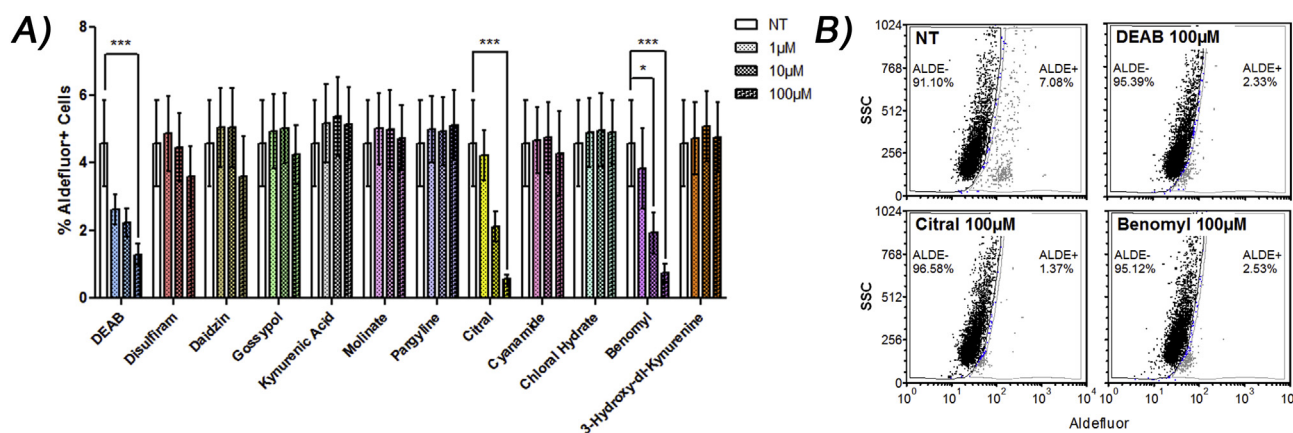 A)
8
6
4
2
0
% Aldefluor+ Cells
***
***
***
*
NT
1µM
10µM
100µM
DEAB
Disulfiram
Daidzin
Gossypol
Kynurenic Acid
Molinate
Pargyline
Citral
Cyanamide
Chloral Hydrate
Benomyl
3-Hydroxy-dl-Kynurenine
B)
1024
768
512
256
0
SSC
NT
ALDE-
91.10%
ALDE+
7.08%
DEAB 100µM
ALDE-
95.39%
ALDE+
2.33%
1024
768
512
256
0
SSC
Citral 100µM
ALDE-
96.58%
ALDE+
1.37%
Benomyl 100µM
ALDE-
95.12%
ALDE+
2.53%
10⁰ 10¹ 10² 10³ 10⁰ 10¹ 10² 10³ 10⁴
Aldefluor